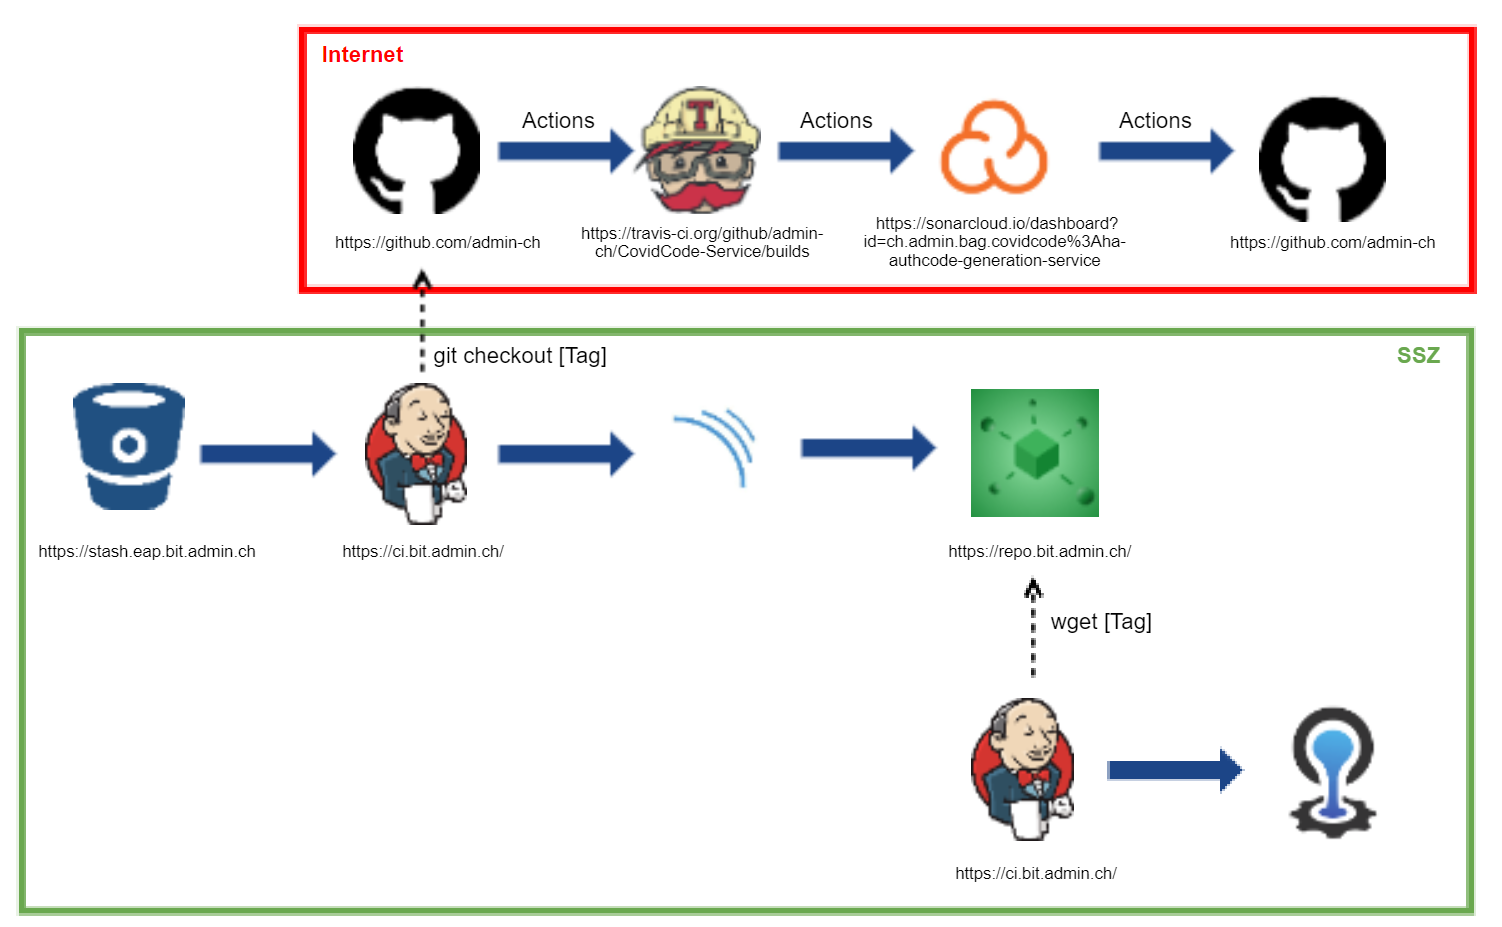 Internet
Actions
Actions
Actions
T
https://github.com/admin-ch
https://travis-ci.org/github/admin-
ch/CovidCode-Service/builds
https://sonarcloud.io/dashboard?
id=ch.admin.bag.covidcode%3Aha-
authcode-generation-service
https://github.com/admin-ch
SSZ
git checkout [Tag]
https://stash.eap.bit.admin.ch
https://ci.bit.admin.ch/
https://repo.bit.admin.ch/
wget [Tag]
https://ci.bit.admin.ch/